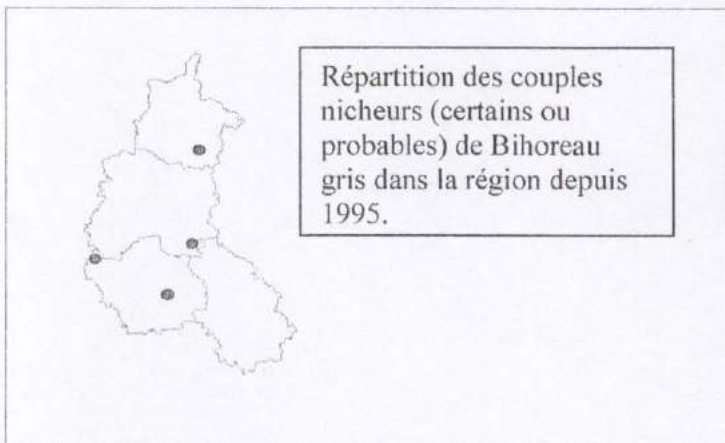 Répartition des couples
nicheurs (certains ou
probables) de Bihoreau
gris dans la région depuis
1995.